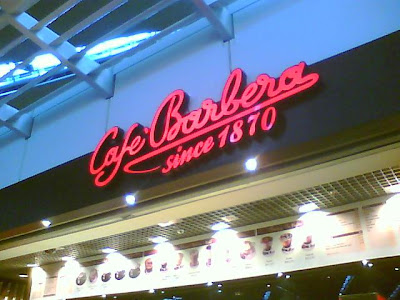 Cafe' Barbera
since 1870